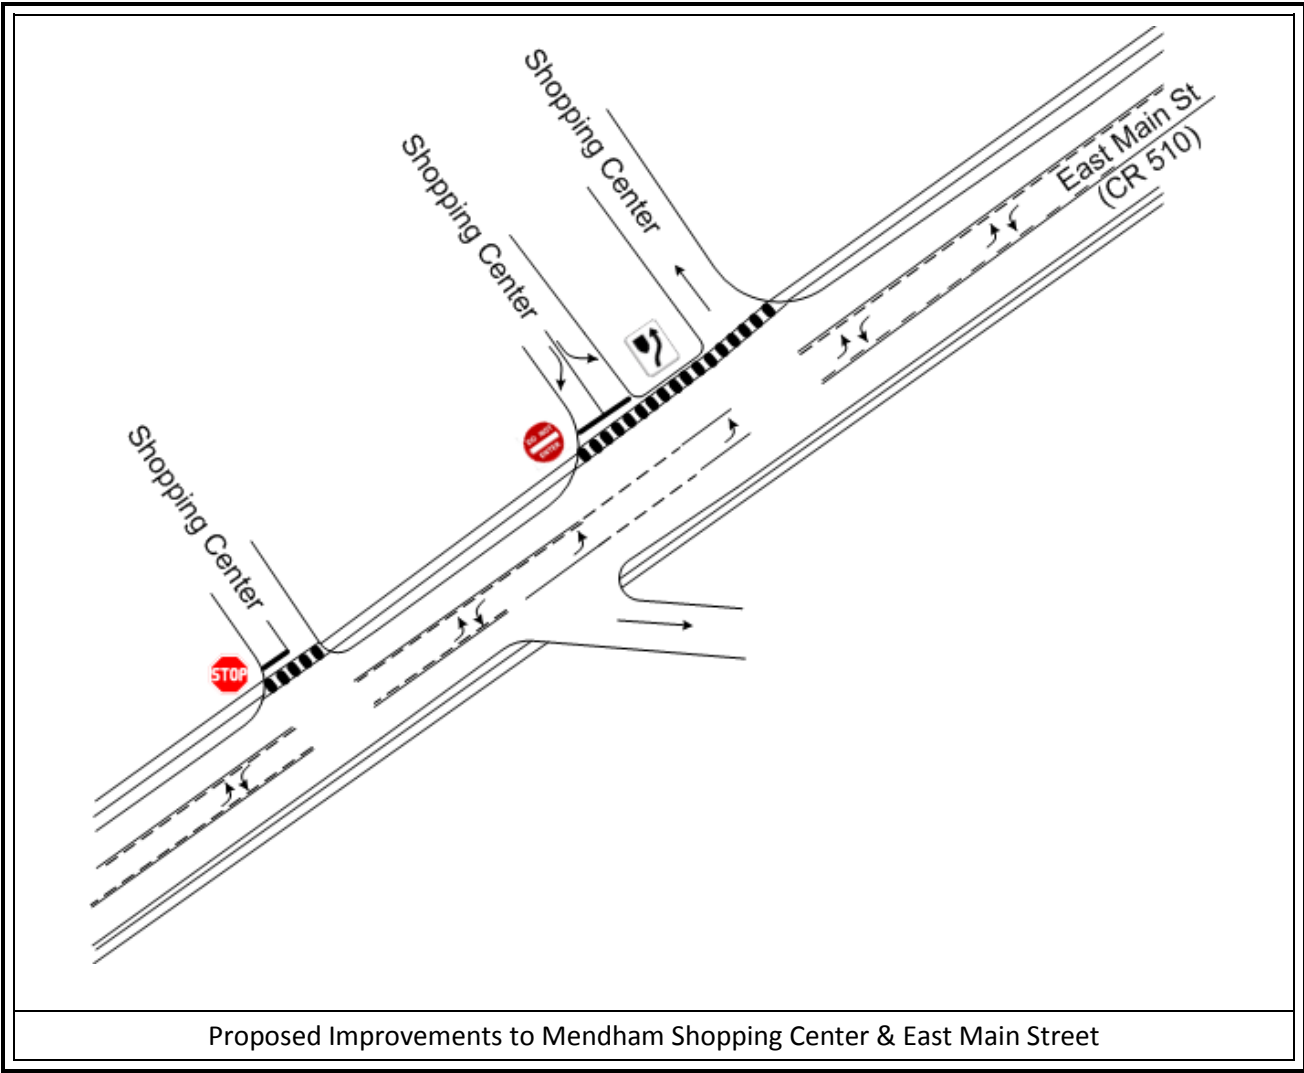 Shopping Center
Shopping Center
East Main St
(CR 510)
Shopping Center
DO NOT
ENTER
STOP
Proposed Improvements to Mendham Shopping Center & East Main Street